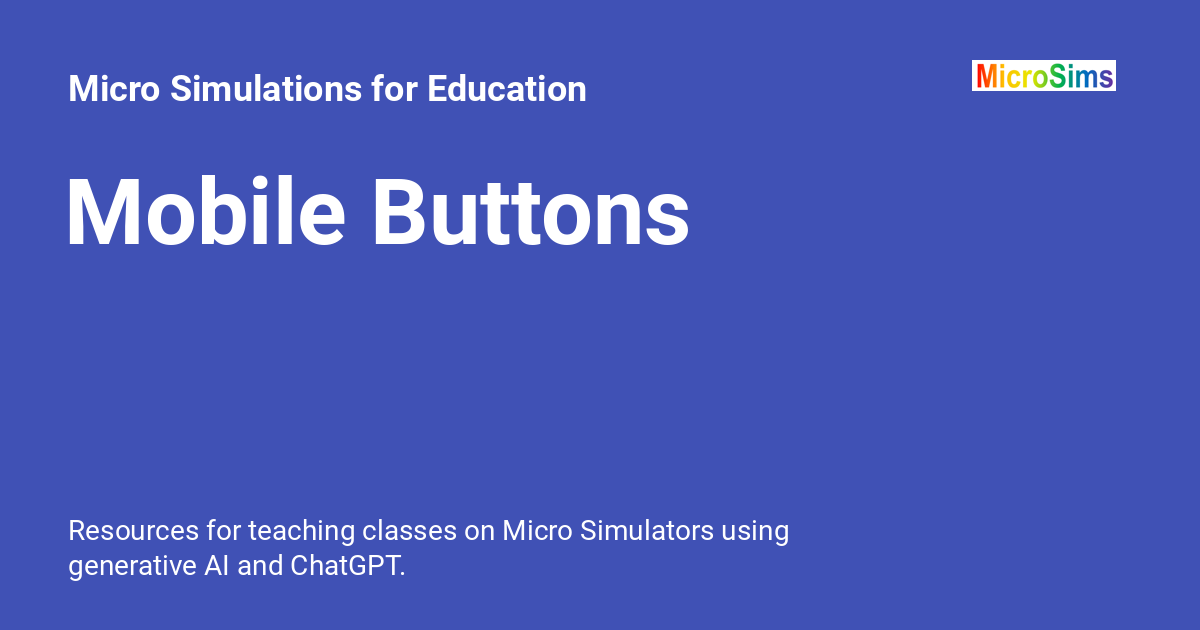 Micro Simulations for Education
MicroSims
Mobile Buttons
Resources for teaching classes on Micro Simulators using
generative AI and ChatGPT.